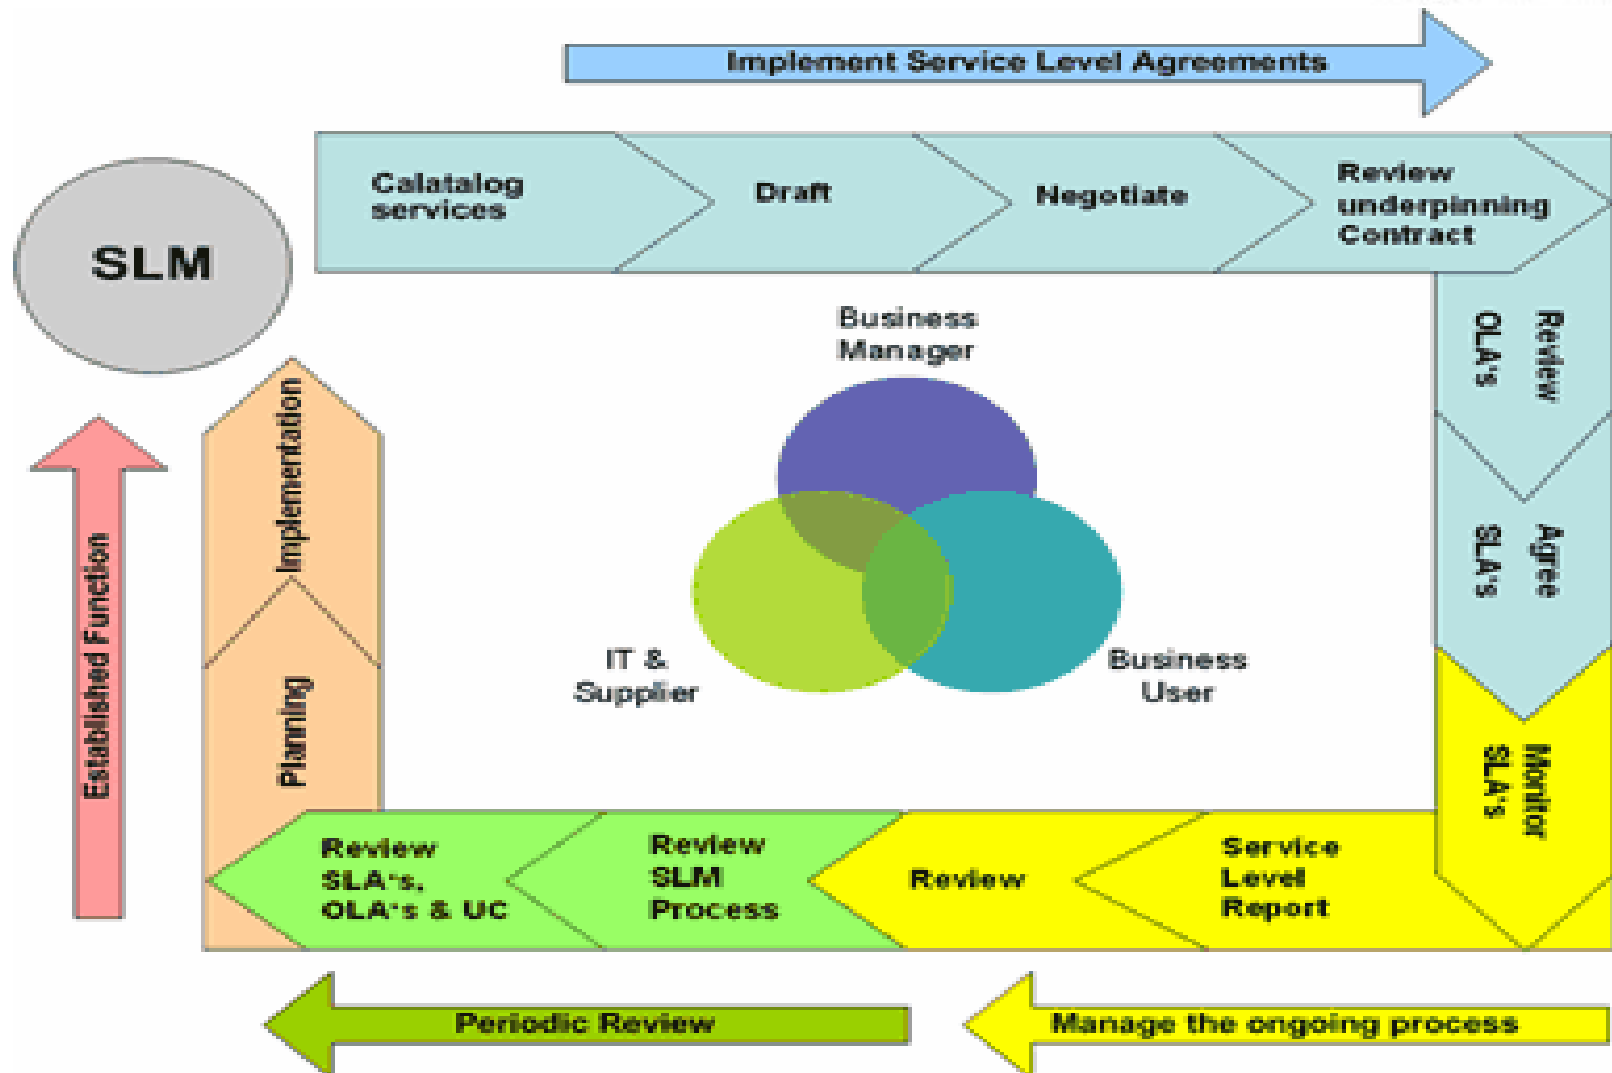 Implement Service Level Agreements
Calatalog
services
Draft
Negotiate
Review
underpinning
Contract
SLM
Review
OLA's
Agree
SLA's
Monitor
SLA's
Business
Manager
IT &
Supplier
Business
User
Implementation
Planning
Established Function
Review
SLA's,
OLA's & UC
Review
SLM
Process
Review
Service
Level
Report
Periodic Review
Manage the ongoing process